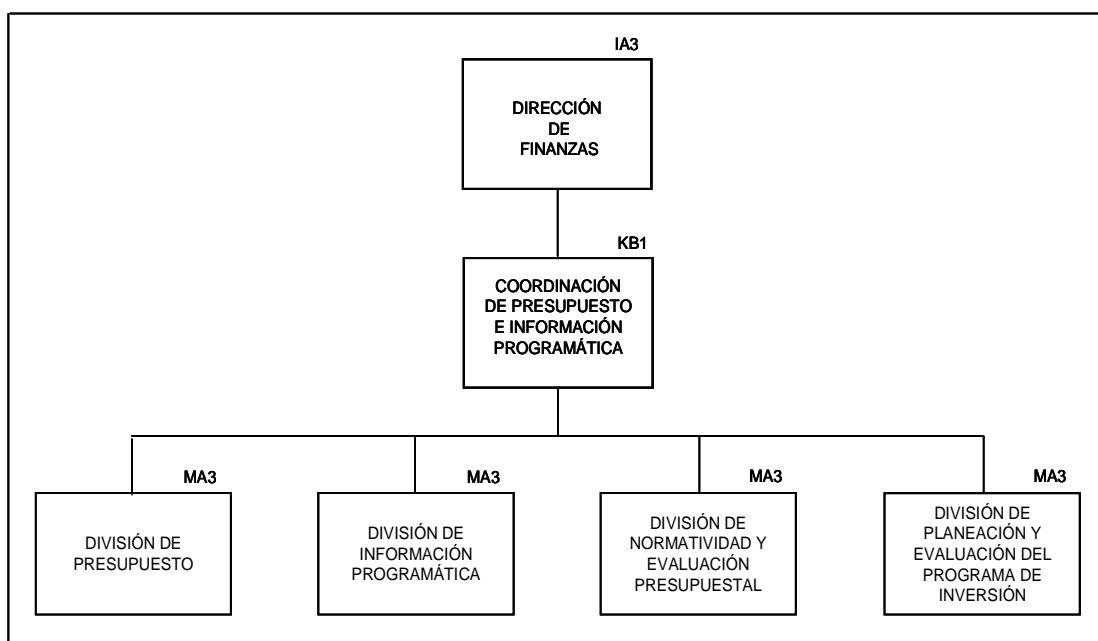 IA3
DIRECCIÓN
DE
FINANZAS
KB1
COORDINACIÓN
DE PRESUPUESTO
E INFORMACIÓN
PROGRAMÁTICA
MA3
DIVISIÓN DE
PRESUPUESTO
MA3
DIVISIÓN DE
INFORMACIÓN
PROGRAMÁTICA
MA3
DIVISIÓN DE
NORMATIVIDAD Y
EVALUACIÓN
PRESUPUESTAL
MA3
DIVISIÓN DE
PLANEACIÓN Y
EVALUACIÓN DEL
PROGRAMA DE
INVERSIÓN